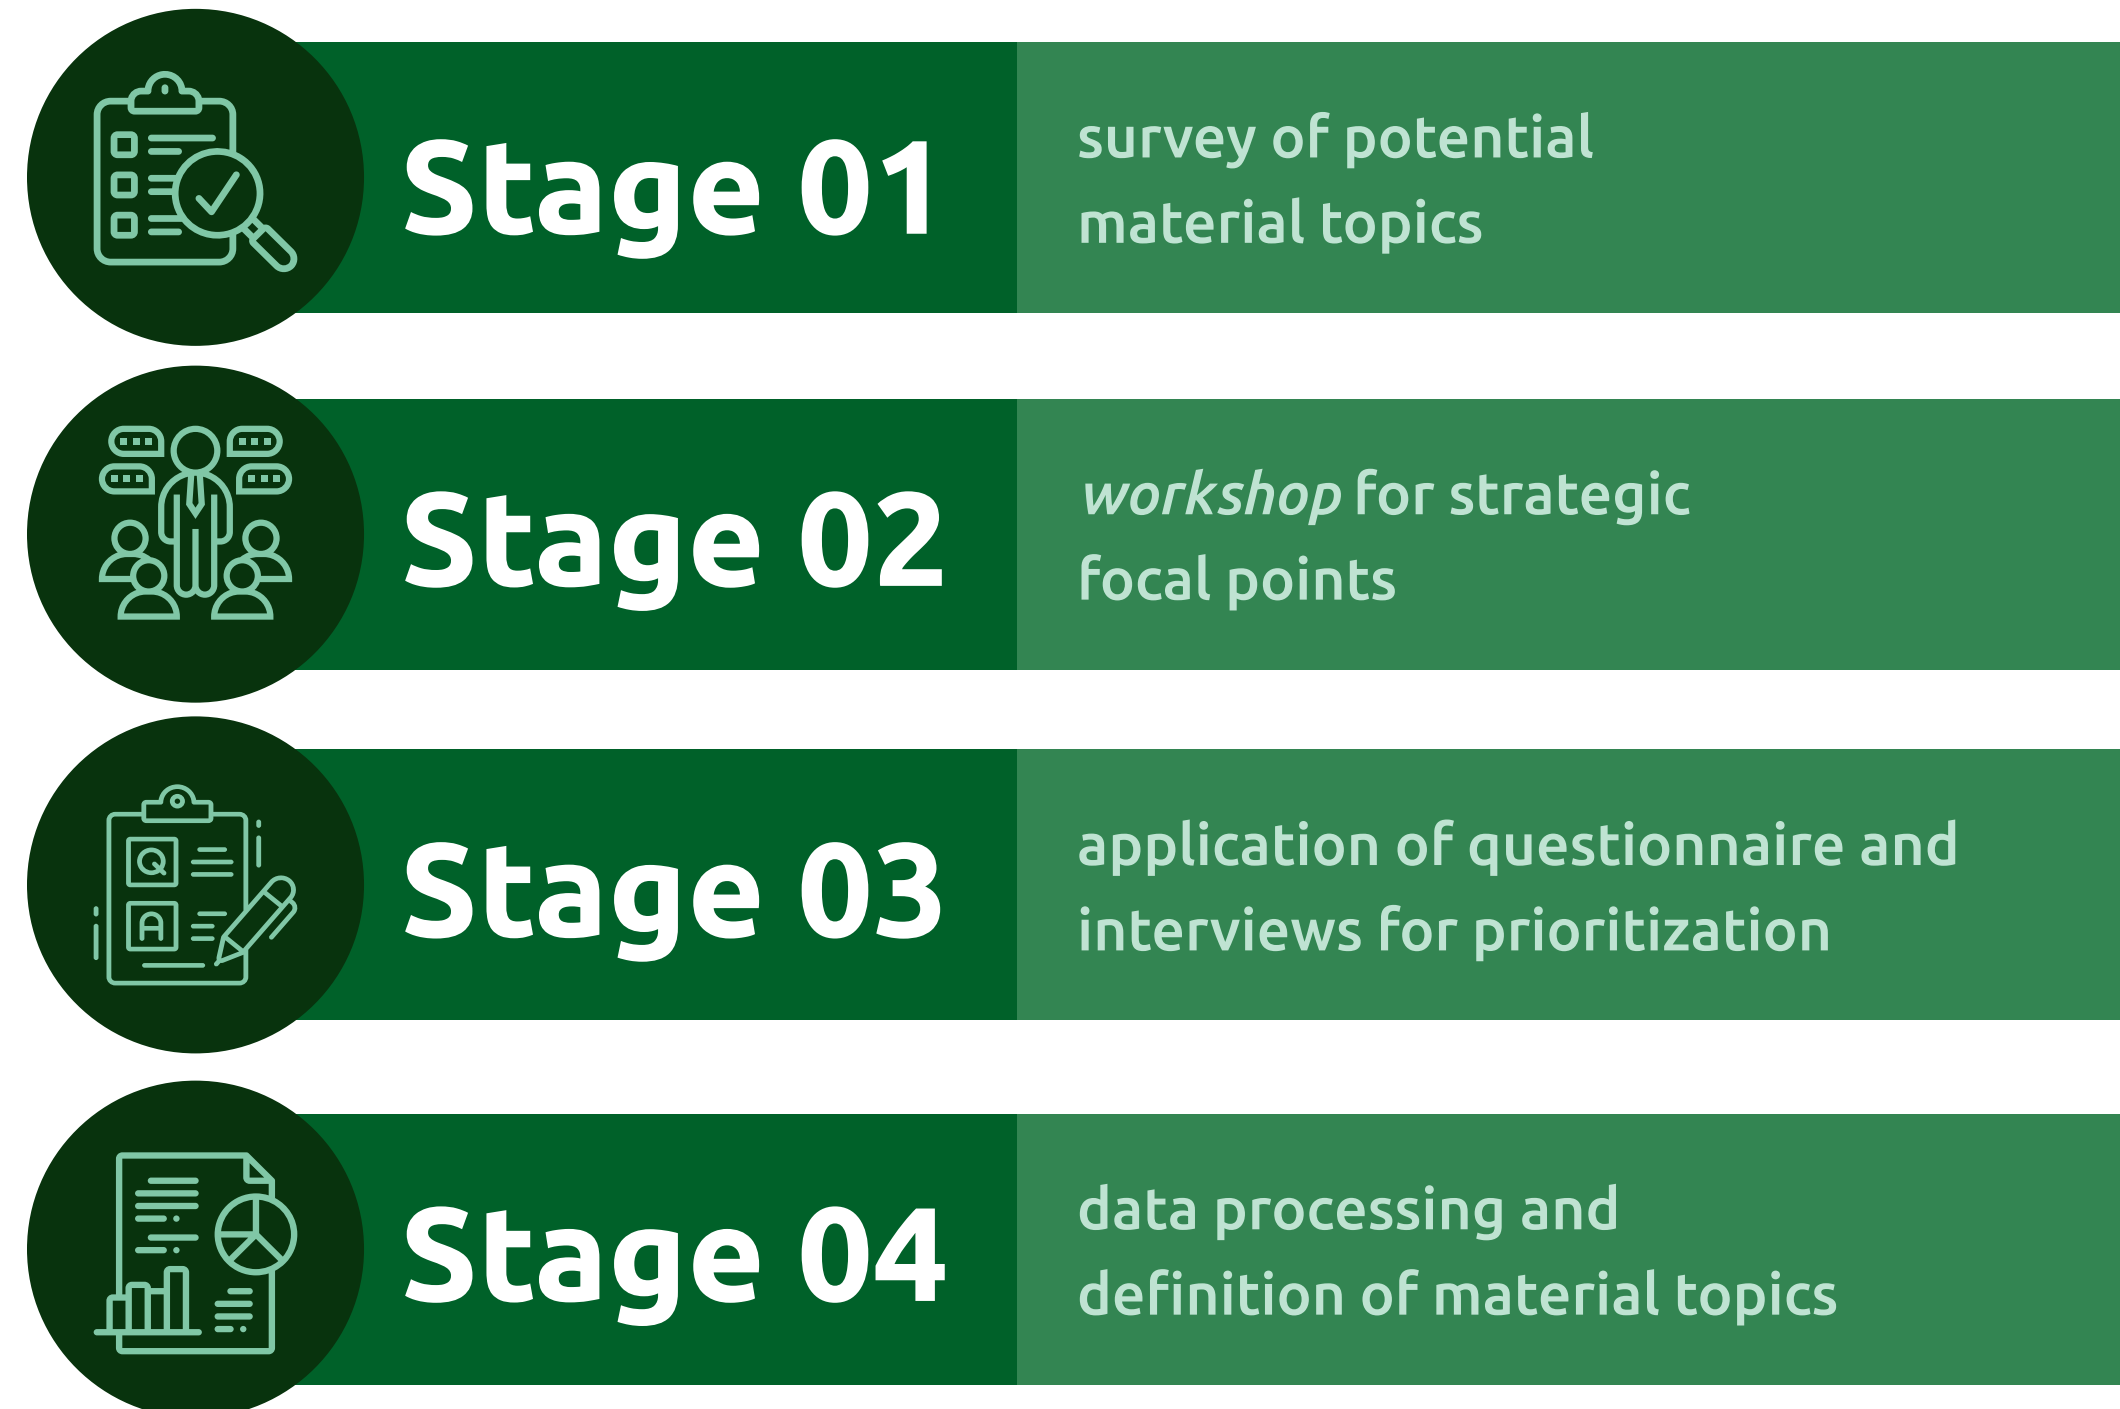 Stage 01
survey of potential
material topics
Stage 02
workshop for strategic
focal points
Q
A
Stage 03
application of questionnaire and
interviews for prioritization
Stage 04
data processing and
definition of material topics